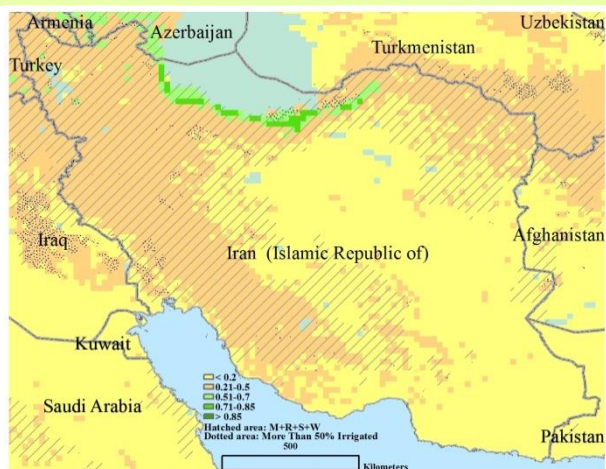 Armenia
Azerbaijan
Uzbekistan
Turkmenistan
Turkey
Iraq
Iran (Islamic Republic of)
Afghanistan
Kuwait
Saudi Arabia
Pakistan
< 0.2
0.21-0.5
0.51-0.7
0.71-0.85
> 0.85
Hatched area: M+R+S+W
Dotted area: More Than 50% Irrigated
500
Kilometers